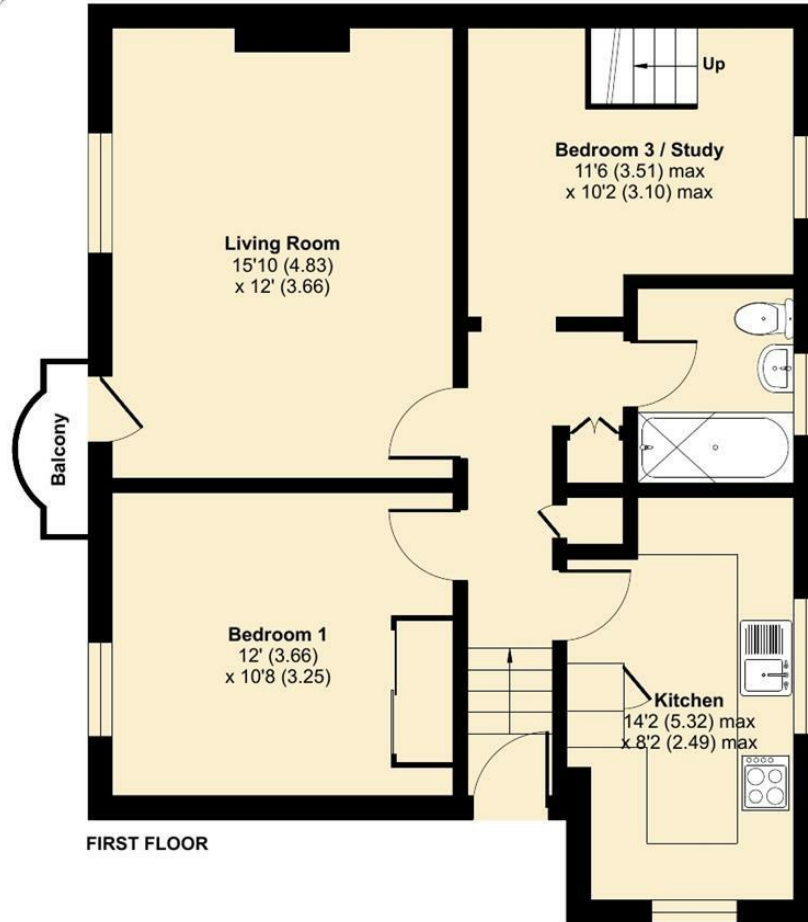 Up
Bedroom 3 / Study
11'6 (3.51) max
x 10'2 (3.10) max
Living Room
15'10 (4.83)
x 12' (3.66)
Balcony
Bedroom 1
12' (3.66)
x 10'8 (3.25)
Kitchen
14'2 (5.32) max
x 8'2 (2.49) max
FIRST FLOOR